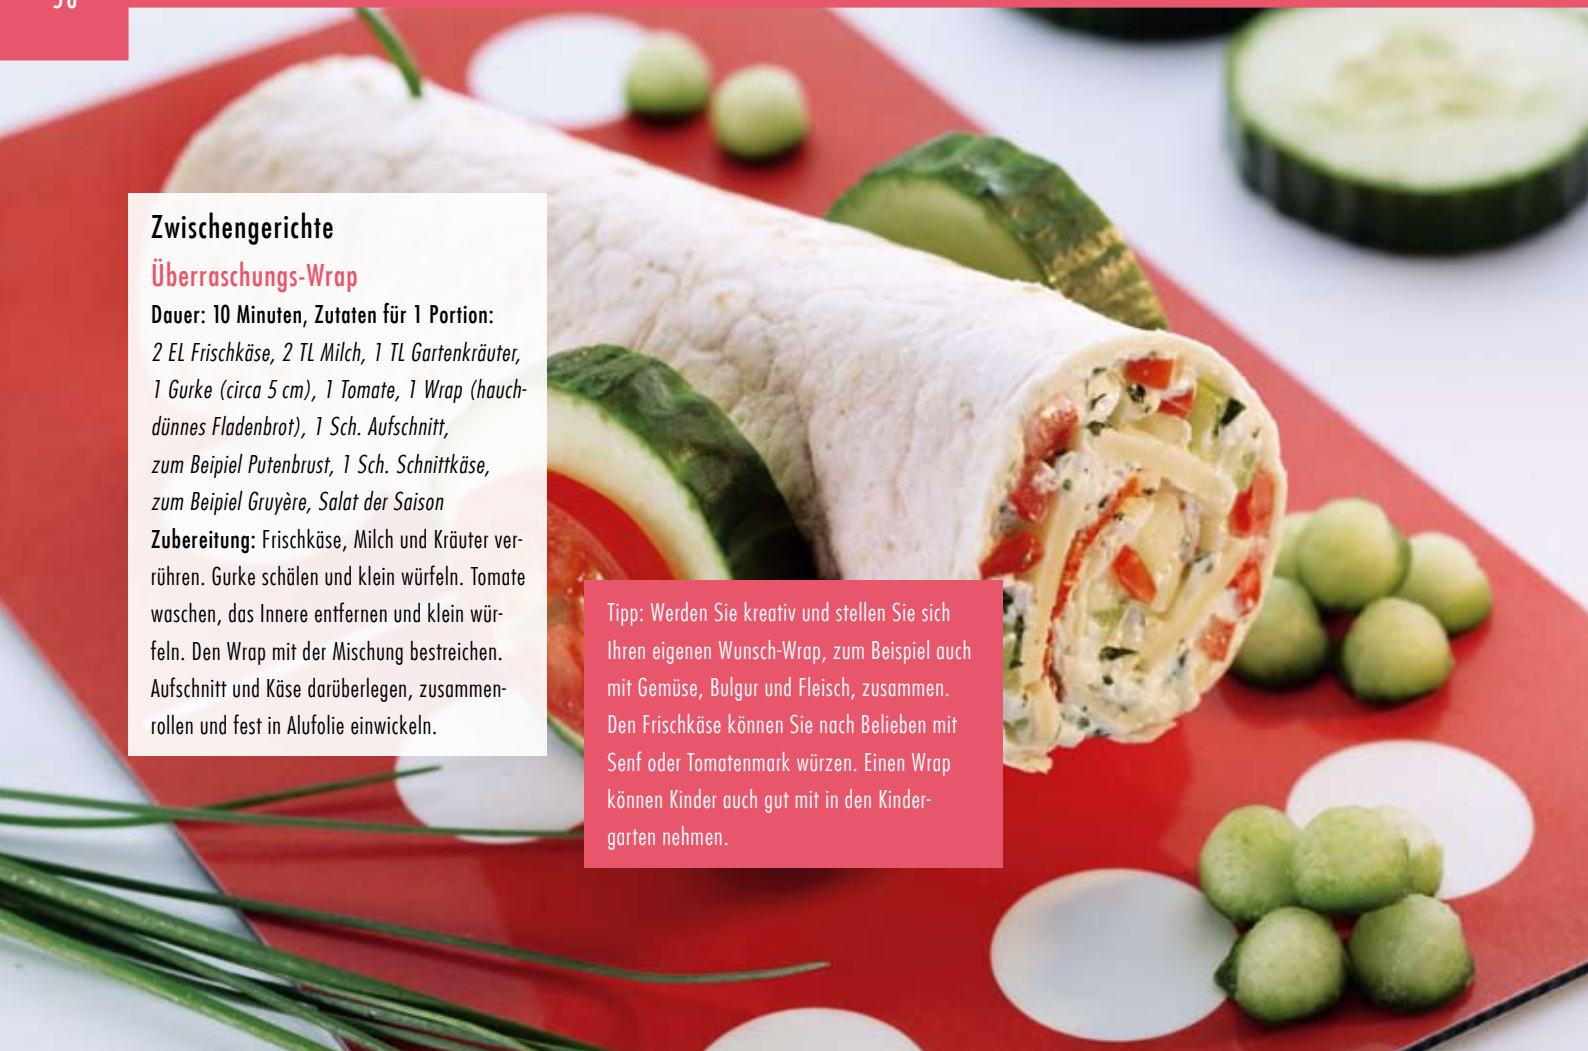 Zwischengerichte
Überraschungs-Wrap
Dauer: 10 Minuten, Zutaten für 1 Portion:
2 EL Frischkäse, 2 TL Milch, 1 TL Gartenkräuter,
1 Gurke (circa 5 cm), 1 Tomate, 1 Wrap (hauch-
dünnes Fladenbrot), 1 Sch. Aufschnitt,
zum Beipiel Putenbrust, 1 Sch. Schnittkäse,
zum Beipiel Gruyère, Salat der Saison
Zubereitung: Frischkäse, Milch und Kräuter ver-
rühren. Gurke schälen und klein würfeln. Tomate
waschen, das Innere entfernen und klein wür-
feln. Den Wrap mit der Mischung bestreichen.
Aufschnitt und Käse darüberlegen, zusammen-
rollen und fest in Alufolie einwickeln.
Tipp: Werden Sie kreativ und stellen Sie sich
Ihren eigenen Wunsch-Wrap, zum Beispiel auch
mit Gemüse, Bulgur und Fleisch, zusammen.
Den Frischkäse können Sie nach Belieben mit
Senf oder Tomatenmark würzen. Einen Wrap
können Kinder auch gut mit in den Kinder-
garten nehmen.